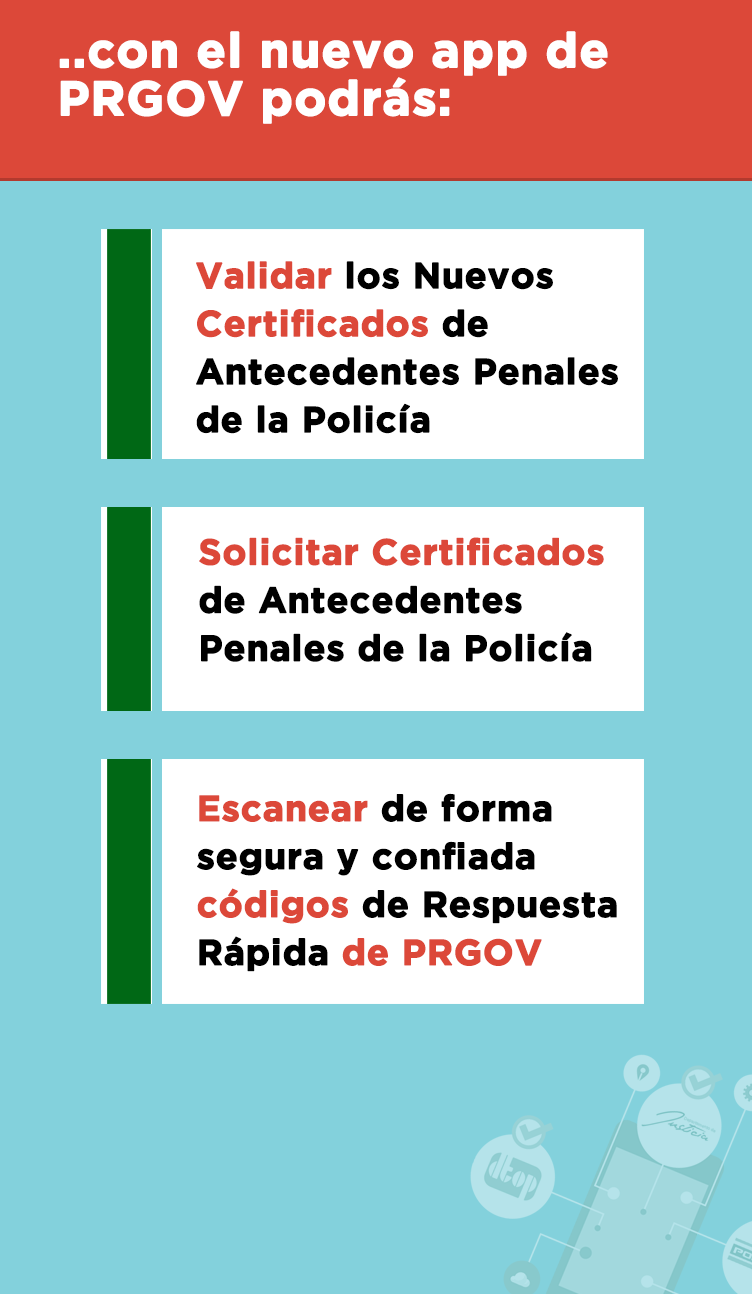 ..con el nuevo app de
PRGOV podrás:
Validar los Nuevos
Certificados de
Antecedentes Penales
de la Policía
Solicitar Certificados
de Antecedentes
Penales de la Policía
Escanear de forma
segura y confiada
códigos de Respuesta
Rápida de PRGOV
Justicia
dtop